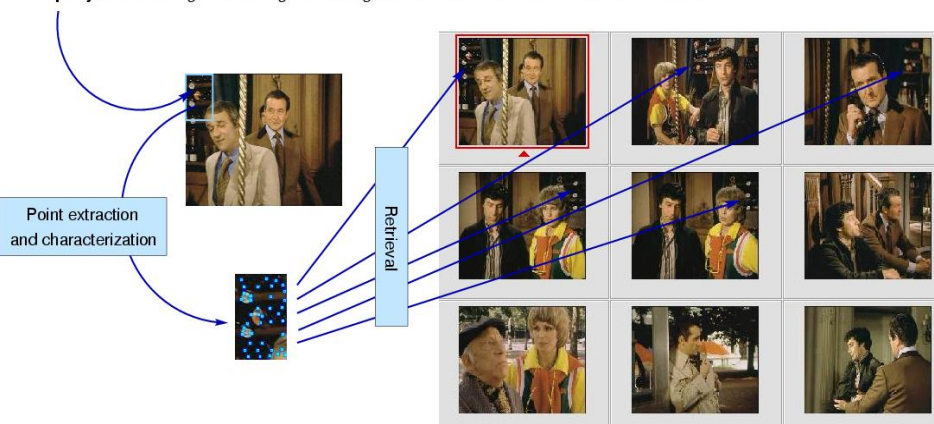 Point extraction
and characterization
Retrieval